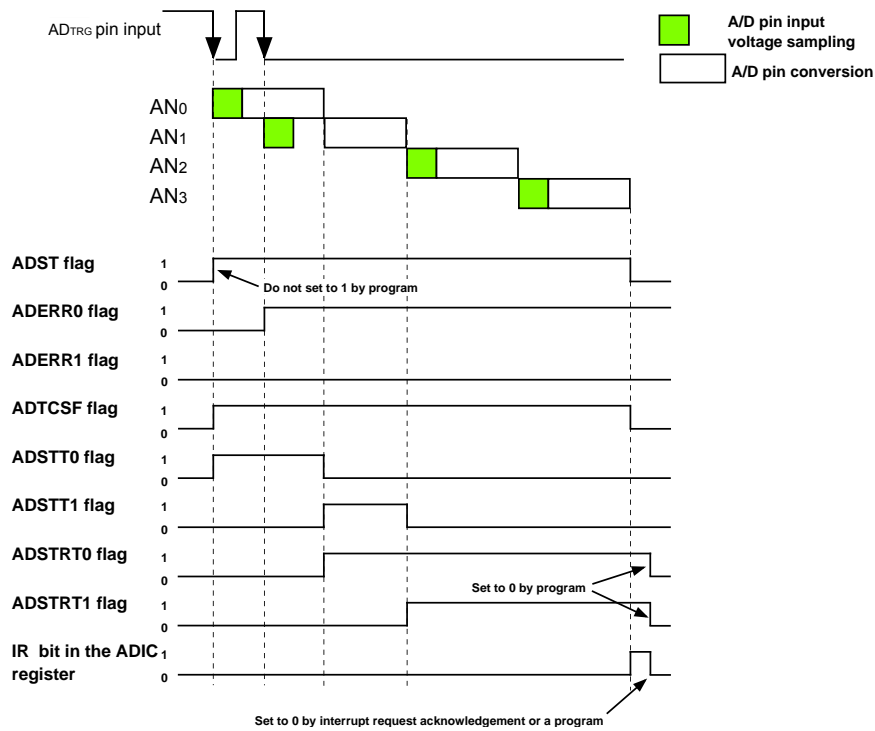 ADTRG pin input
A/D pin input
voltage sampling
A/D pin conversion
AN0
AN1
AN2
AN3
ADST flag
1
0
Do not set to 1 by program
ADERR0 flag
1
0
ADERR1 flag
1
0
ADTCSF flag
1
0
ADSTT0 flag
1
0
ADSTT1 flag
1
0
ADSTRT0 flag
1
0
Set to 0 by program
ADSTRT1 flag
1
0
IR bit in the ADIC
register
1
0
Set to 0 by interrupt request acknowledgement or a program